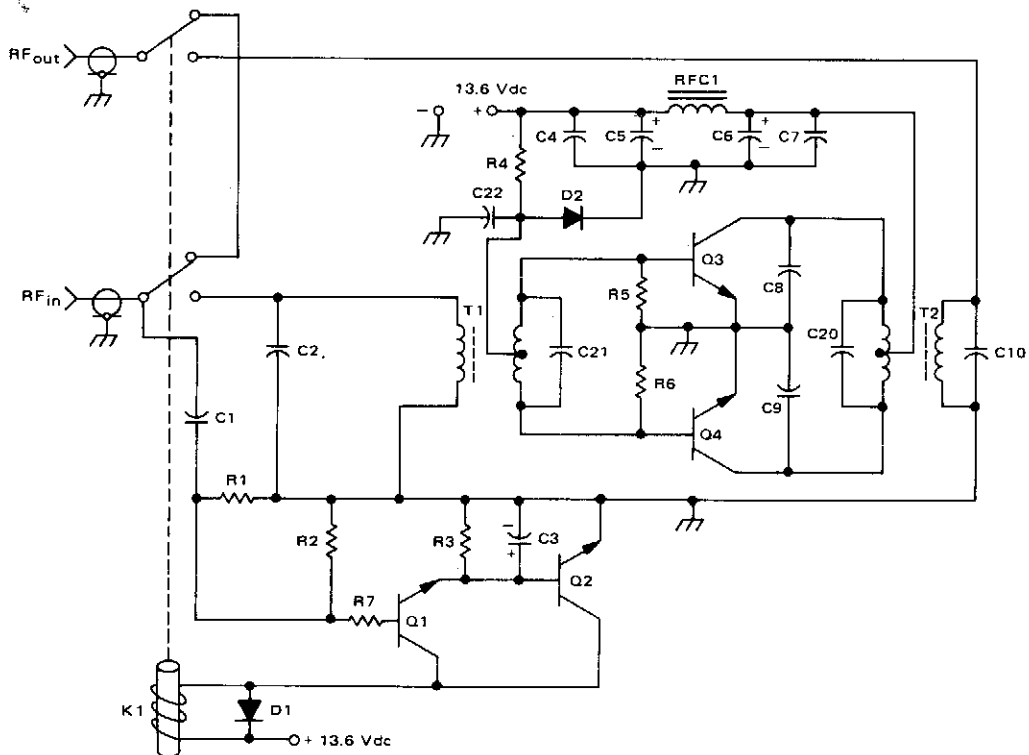 RFout
RFC1
13.6 Vdc
−
+
C4
C5
+
−
+
−
C6
C7
R4
C22
D2
Q3
RFin
T1
R5
C8
T2
C2
C21
C20
C10
R6
C9
C1
Q4
R1
R2
R3
−
+
C3
Q2
R7
Q1
K1
D1
+ 13.6 Vdc